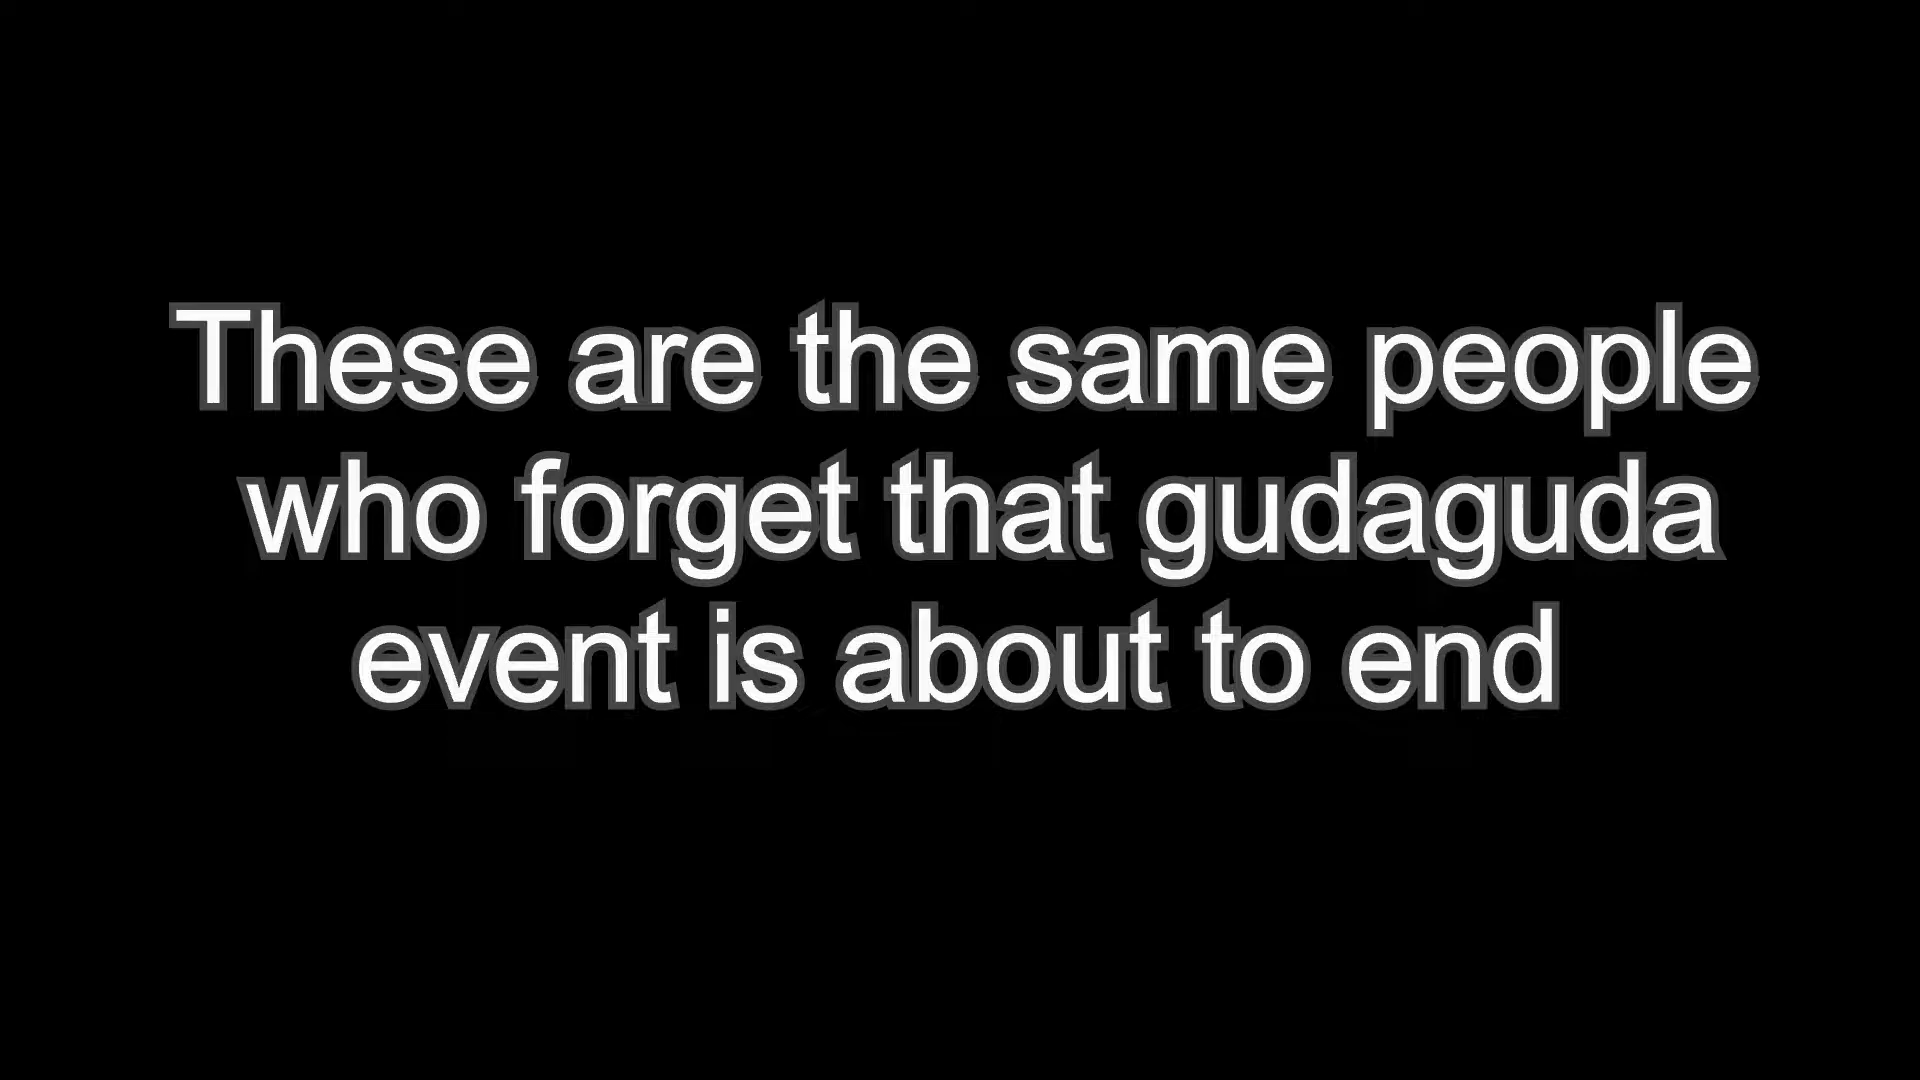 These are the same people
who forget that gudaguda
event is about to end